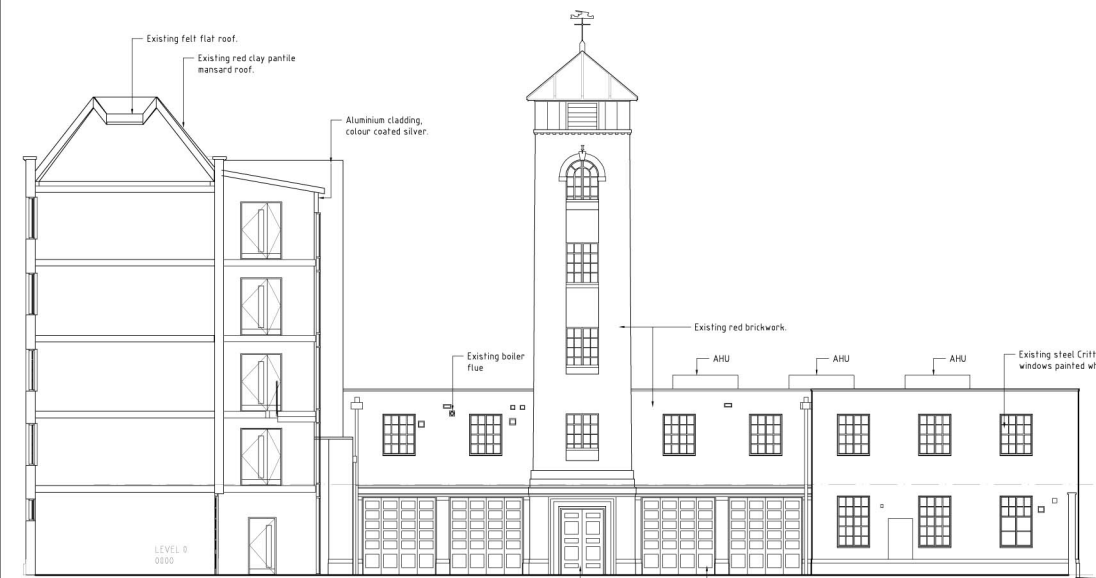 Existing felt flat roof.
Existing red clay pantile
mansard roof.
Aluminium cladding,
colour coated silver.
Existing red brickwork.
Existing boiler
flue
AHU
AHU
AHU
Existing steel Critt
windows painted wh
LEVEL 0
0000